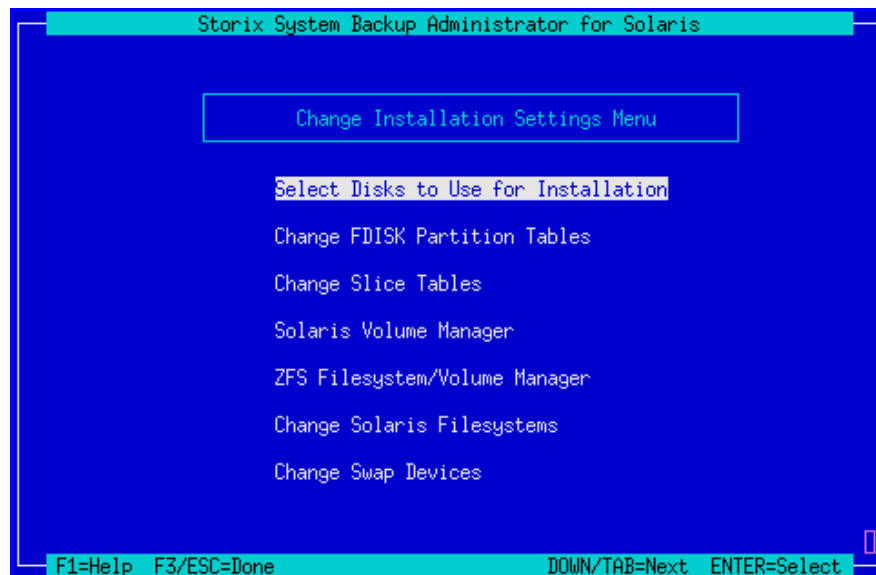 Storix System Backup Administrator for Solaris
Change Installation Settings Menu
Select Disks to Use for Installation
Change FDISK Partition Tables
Change Slice Tables
Solaris Volume Manager
ZFS Filesystem/Volume Manager
Change Solaris Filesystems
Change Swap Devices
F1=Help F3/ESC=Done DOWN/TAB=Next ENTER=Select